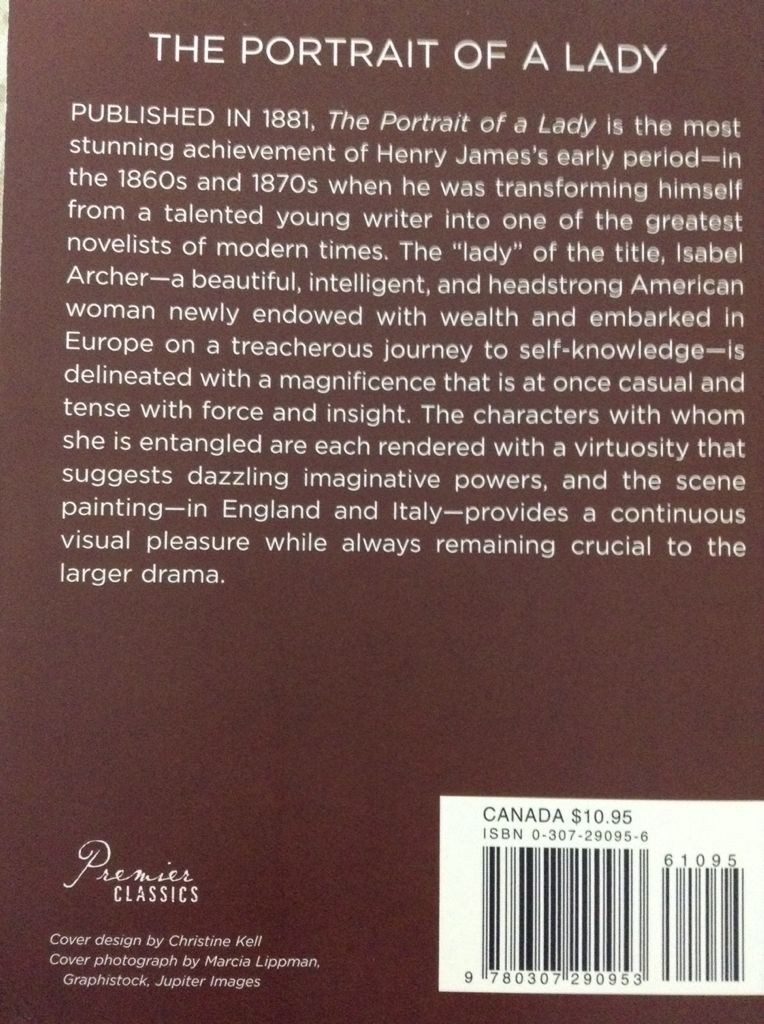 THE PORTRAIT OF A LADY
PUBLISHED IN 1881, The Portrait of a Lady is the most
stunning achievement of Henry James's early period—in
the 1860s and 1870s when he was transforming himself
from a talented young writer into one of the greatest
novelists of modern times. The "lady" of the title, Isabel
Archer—a beautiful, intelligent, and headstrong American
woman newly endowed with wealth and embarked in
Europe on a treacherous journey to self-knowledge—is
delineated with a magnificence that is at once casual and
tense with force and insight. The characters with whom
she is entangled are each rendered with a virtuosity that
suggests dazzling imaginative powers, and the scene
painting—in England and Italy—provides a continuous
visual pleasure while always remaining crucial to the
larger drama.
Premier
CLASSICS
Cover design by Christine Kell
Cover photograph by Marcia Lippman,
Graphistock, Jupiter Images
CANADA $10.95
ISBN 0-307-29095-6
61095
9 780307 290953